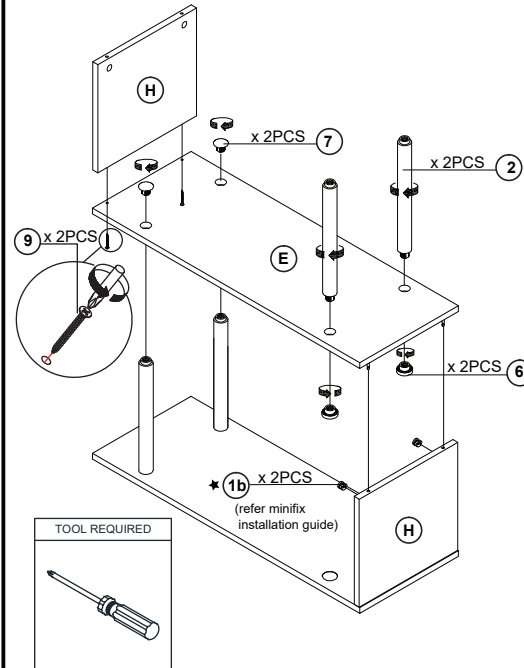 H
x 2PCS 7
x 2PCS 2
9 x 2PCS
E
x 2PCS 6
1b x 2PCS
(refer minifix
installation guide)
H
TOOL REQUIRED